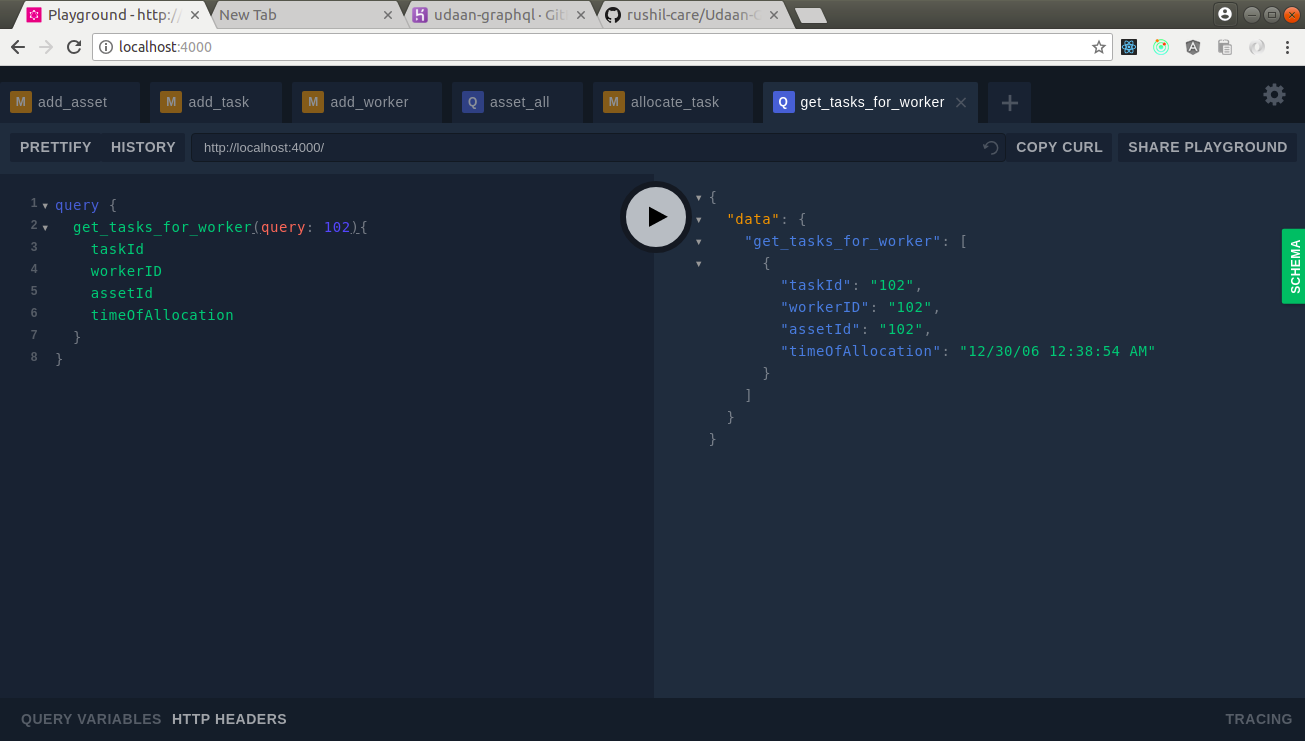 Playground - http:// New Tab udaan-graphql · Git rushil-care/Udaan-G
localhost:4000
M add_asset M add_task M add_worker Q asset_all M allocate_task Q get_tasks_for_worker
PRETTIFY HISTORY http://localhost:4000/ COPY CURL SHARE PLAYGROUND
1 query {
2 get_tasks_for_worker(query: 102){
3 taskId
4 workerID
5 assetId
6 timeOfAllocation
7 }
8 }
{
"data": {
"get_tasks_for_worker": [
{
"taskId": "102",
"workerID": "102",
"assetId": "102",
"timeOfAllocation": "12/30/06 12:38:54 AM"
}
]
}
}
SCHEMA
QUERY VARIABLES HTTP HEADERS TRACING